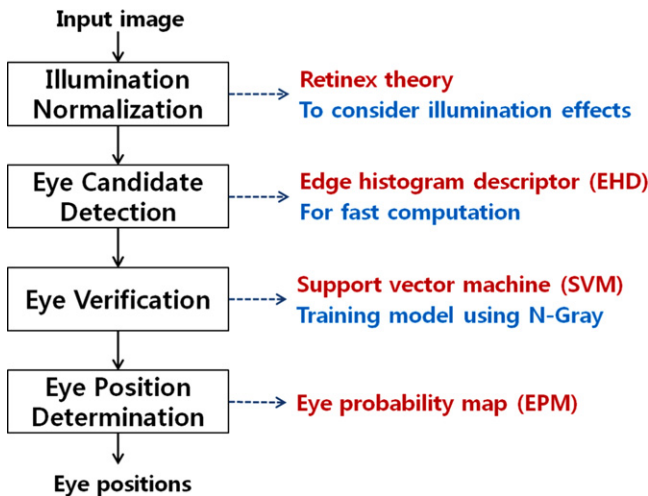 Input image
Illumination
Normalization
Retinex theory
To consider illumination effects
Eye Candidate
Detection
Edge histogram descriptor (EHD)
For fast computation
Eye Verification
Support vector machine (SVM)
Training model using N-Gray
Eye Position
Determination
Eye probability map (EPM)
Eye positions